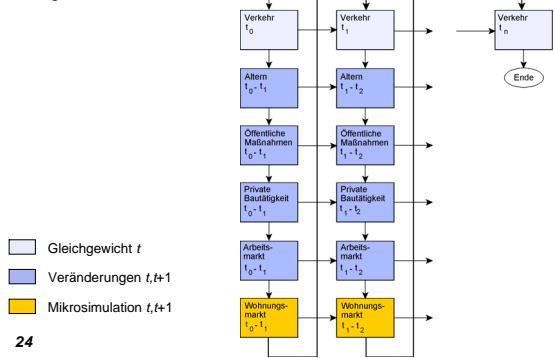 Verkehr
t0
Verkehr
t1
Verkehr
tn
Altern
t0- t1
Altern
t1- t2
Ende
Öffentliche
Maßnahmen
t0- t1
Öffentliche
Maßnahmen
t1- t2
Private
Bautätigkeit
t0- t1
Private
Bautätigkeit
t1- t2
Arbeits-
markt
t0- t1
Arbeits-
markt
t1- t2
Wohnungs-
markt
t0- t1
Wohnungs-
markt
t1- t2
Gleichgewicht t
Veränderungen t,t+1
Mikrosimulation t,t+1
24